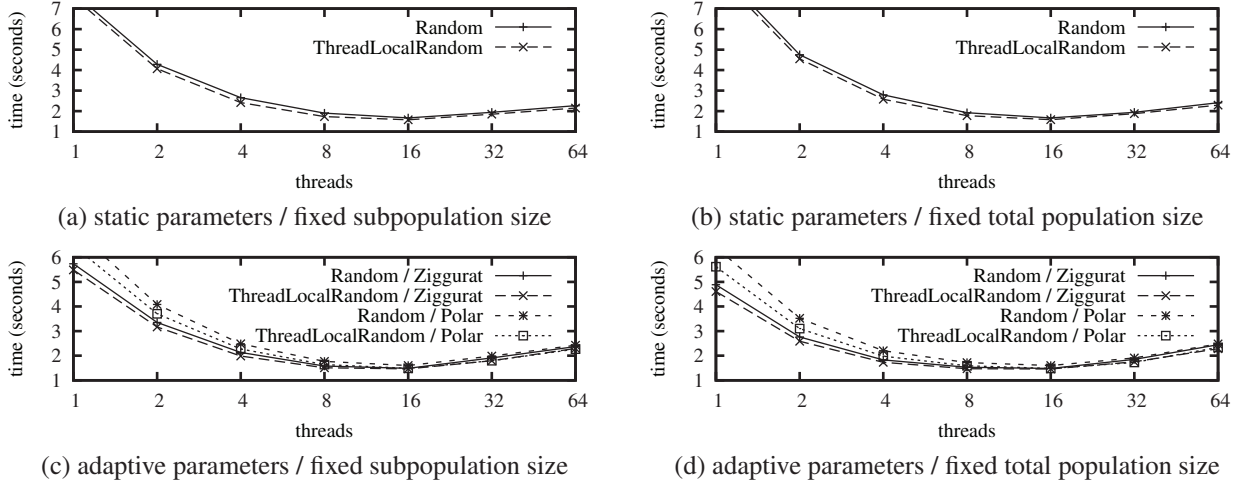 7
6
5
4
3
2
1
time (seconds)
Random
ThreadLocalRandom
1 2 4 8 16 32 64
threads
(a) static parameters / fixed subpopulation size
7
6
5
4
3
2
1
time (seconds)
Random
ThreadLocalRandom
1 2 4 8 16 32 64
threads
(b) static parameters / fixed total population size
6
5
4
3
2
1
time (seconds)
Random / Ziggurat
ThreadLocalRandom / Ziggurat
Random / Polar
ThreadLocalRandom / Polar
1 2 4 8 16 32 64
threads
(c) adaptive parameters / fixed subpopulation size
6
5
4
3
2
1
time (seconds)
Random / Ziggurat
ThreadLocalRandom / Ziggurat
Random / Polar
ThreadLocalRandom / Polar
1 2 4 8 16 32 64
threads
(d) adaptive parameters / fixed total population size